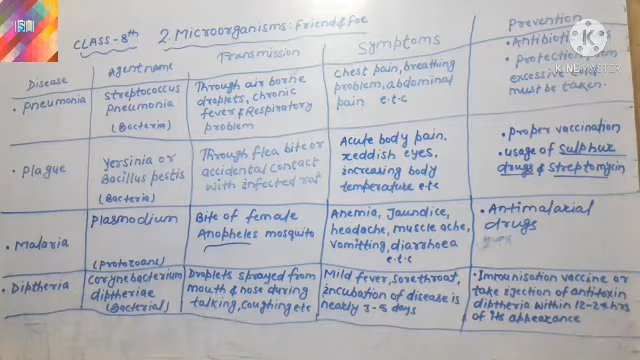 CLASS-8th
2. Microorganisms: Friend & Foe
Disease
Agent name
Transmission
Symptoms
Prevention
• Pneumonia
Streptococcus
Pneumonia
(Bacteria)
Through air borne
droplets, chronic
fever & Respiratory
problem
Chest pain, breathing
problem, abdominal
pain e.t.c
• Antibioti
• Protection
excessive
must be taken.
KINEMASTER
• Plague
Yersinia or
Bacillus pestis
(Bacteria)
Through flea bite or
accidental contact
with infected rat
Acute body pain,
reddish eyes,
increasing body
temperature etc
• Proper vaccination
• usage of Sulphur
drugs & Streptomycin
• Malaria
Plasmodium
(Protozoans)
Bite of female
Anopheles mosquito
Anemia, Jaundice,
headache, muscle ache,
vomitting, diarrhoea
e.t.c
• Antimalarial
drugs
• Diptheria
Corynebacterium
diptheriae
(Bacterial)
Droplets sprayed from
mouth & nose during
talking, coughing etc
Mild fever, sore throat,
incubation of disease is
nearly 3-5 days
• Immunisation vaccine or
take injection of antitoxin
diptheria within 12-24 hrs
of its appearance